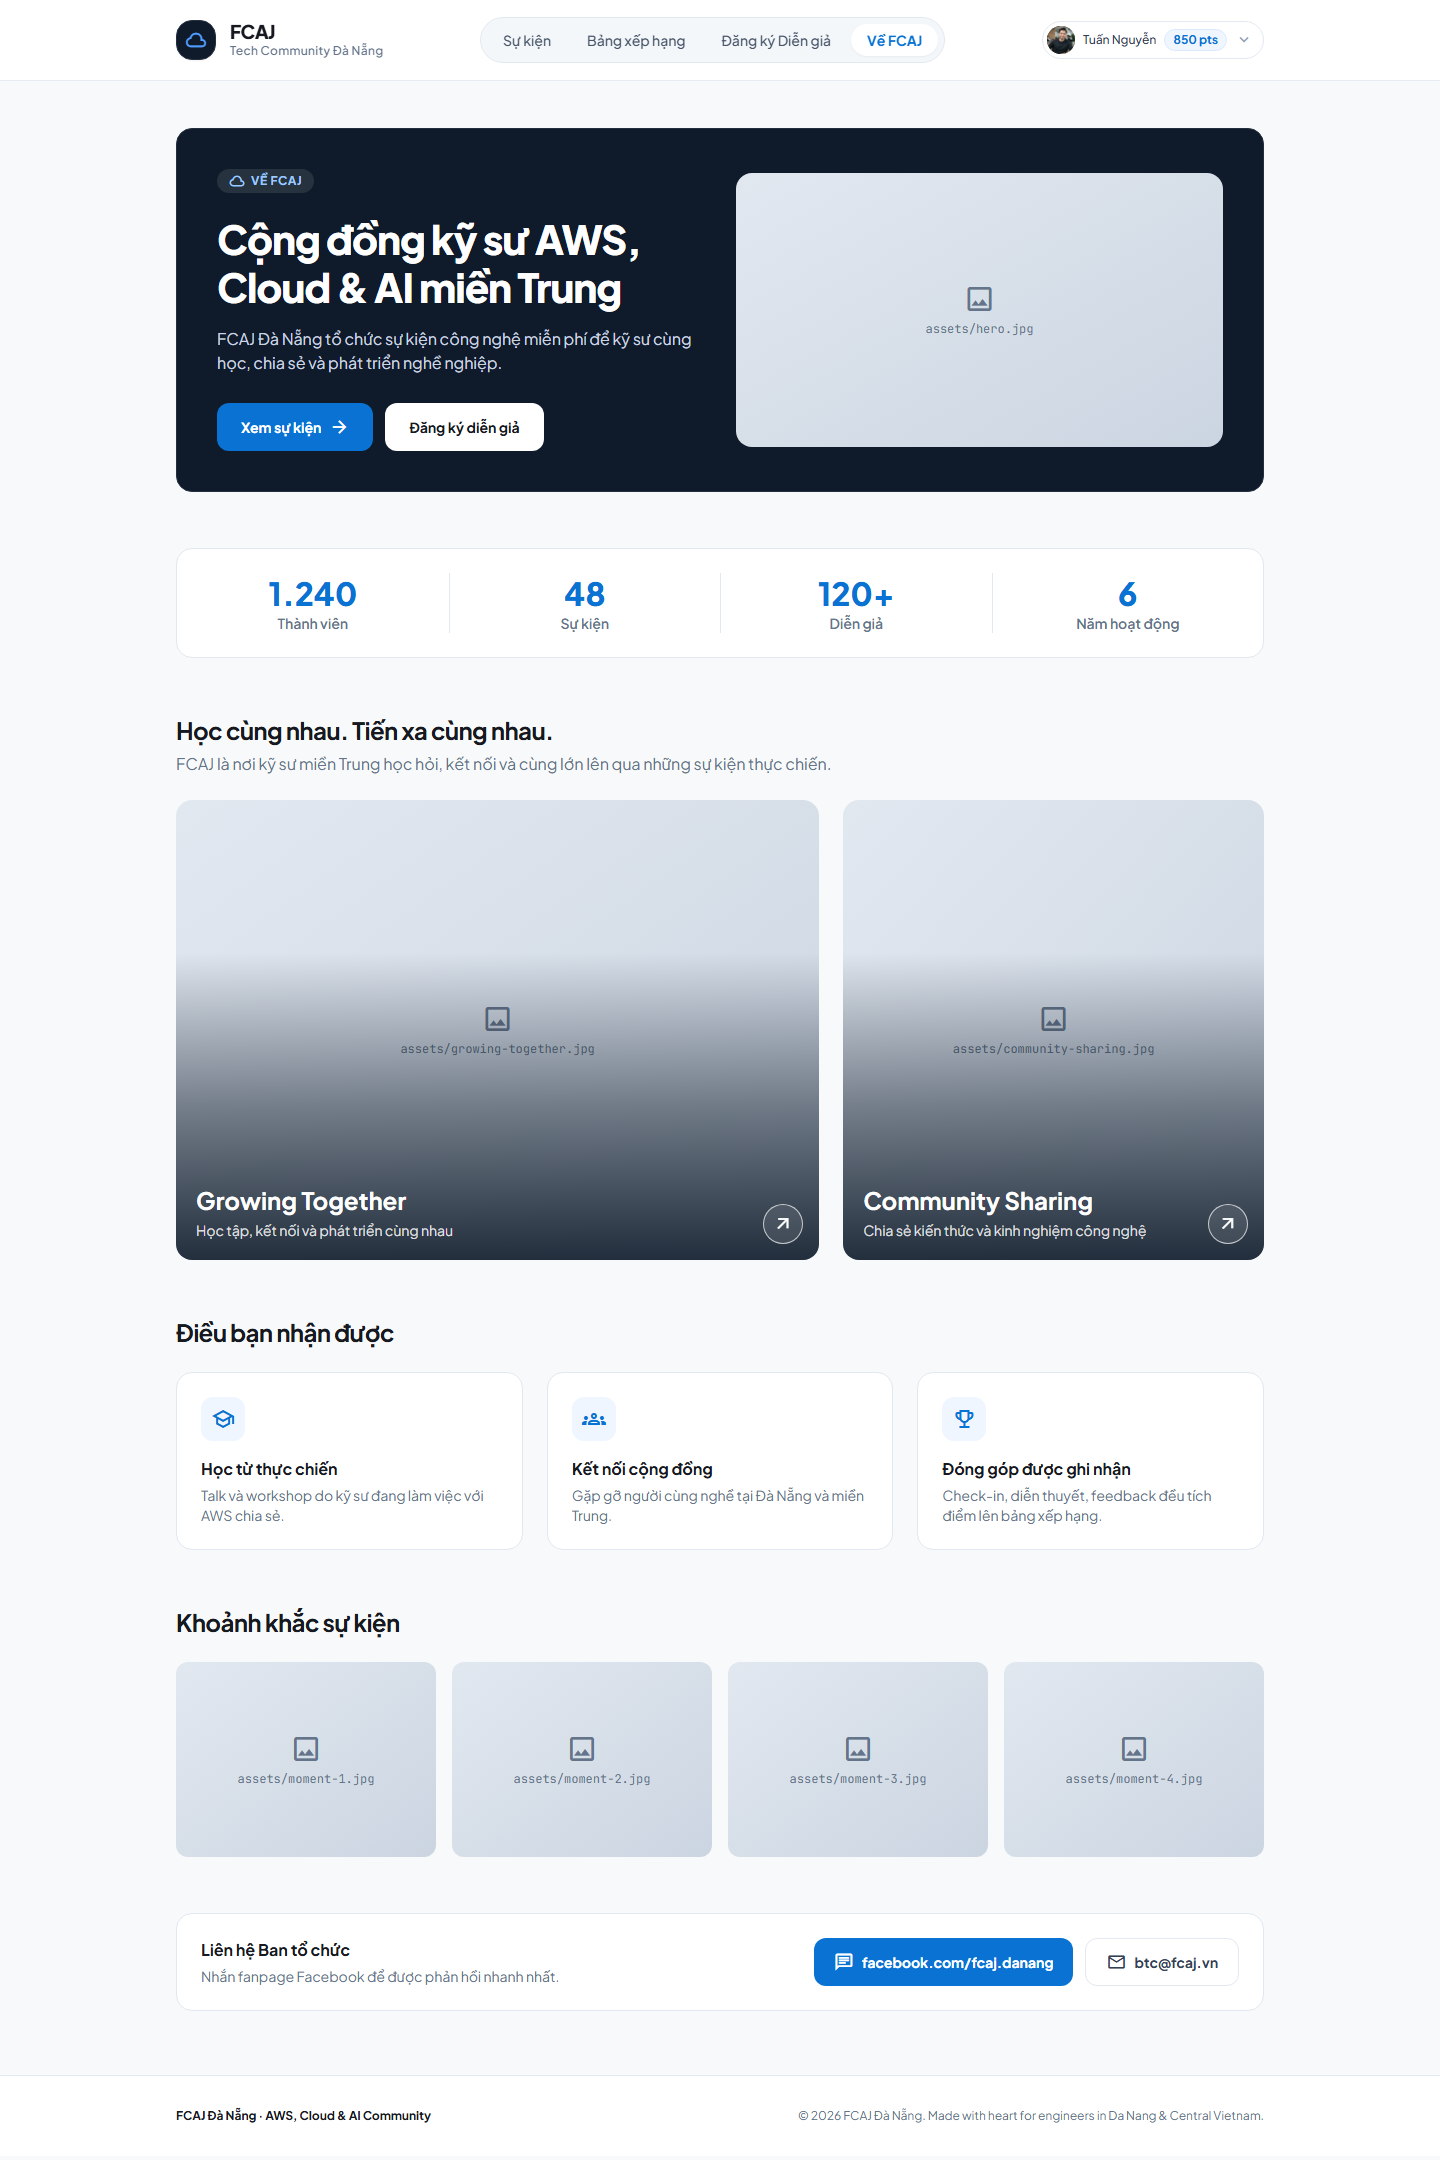 FCAJ
Tech Community Đà Nẵng
Sự kiện
Bảng xếp hạng
Đăng ký Diễn giả
Về FCAJ
Tuấn Nguyễn
850 pts
VỀ FCAJ
Cộng đồng kỹ sư AWS,
Cloud & AI miền Trung
FCAJ Đà Nẵng tổ chức sự kiện công nghệ miễn phí để kỹ sư cùng
học, chia sẻ và phát triển nghề nghiệp.
Xem sự kiện
Đăng ký diễn giả
assets/hero.jpg
1.240
Thành viên
48
Sự kiện
120+
Diễn giả
6
Năm hoạt động
Học cùng nhau. Tiến xa cùng nhau.
FCAJ là nơi kỹ sư miền Trung học hỏi, kết nối và cùng lớn lên qua những sự kiện thực chiến.
assets/growing-together.jpg
Growing Together
Học tập, kết nối và phát triển cùng nhau
assets/community-sharing.jpg
Community Sharing
Chia sẻ kiến thức và kinh nghiệm công nghệ
Điều bạn nhận được
Học từ thực chiến
Talk và workshop do kỹ sư đang làm việc với
AWS chia sẻ.
Kết nối cộng đồng
Gặp gỡ người cùng nghề tại Đà Nẵng và miền
Trung.
Đóng góp được ghi nhận
Check-in, diễn thuyết, feedback đều tích
điểm lên bảng xếp hạng.
Khoảnh khắc sự kiện
assets/moment-1.jpg
assets/moment-2.jpg
assets/moment-3.jpg
assets/moment-4.jpg
Liên hệ Ban tổ chức
Nhắn fanpage Facebook để được phản hồi nhanh nhất.
facebook.com/fcaj.danang
btc@fcaj.vn
FCAJ Đà Nẵng · AWS, Cloud & AI Community
© 2026 FCAJ Đà Nẵng. Made with heart for engineers in Da Nang & Central Vietnam.